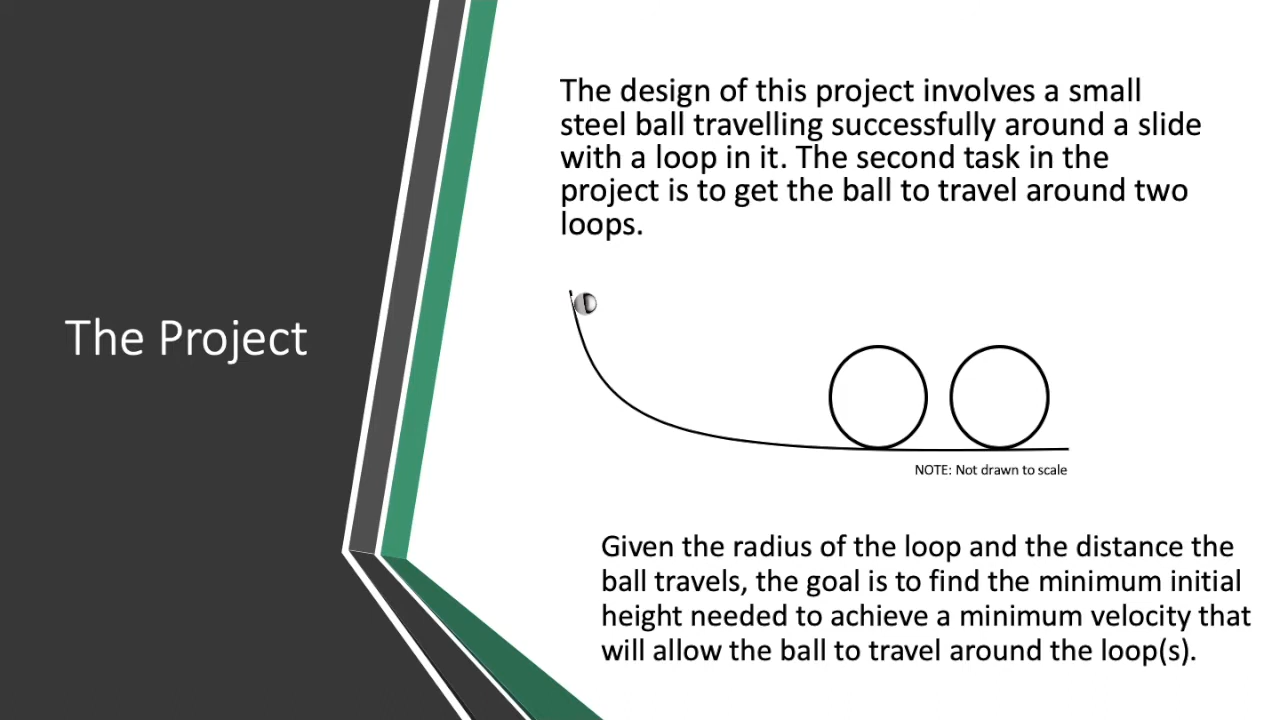 The Project
The design of this project involves a small
steel ball travelling successfully around a slide
with a loop in it. The second task in the
project is to get the ball to travel around two
loops.
NOTE: Not drawn to scale
Given the radius of the loop and the distance the
ball travels, the goal is to find the minimum initial
height needed to achieve a minimum velocity that
will allow the ball to travel around the loop(s).